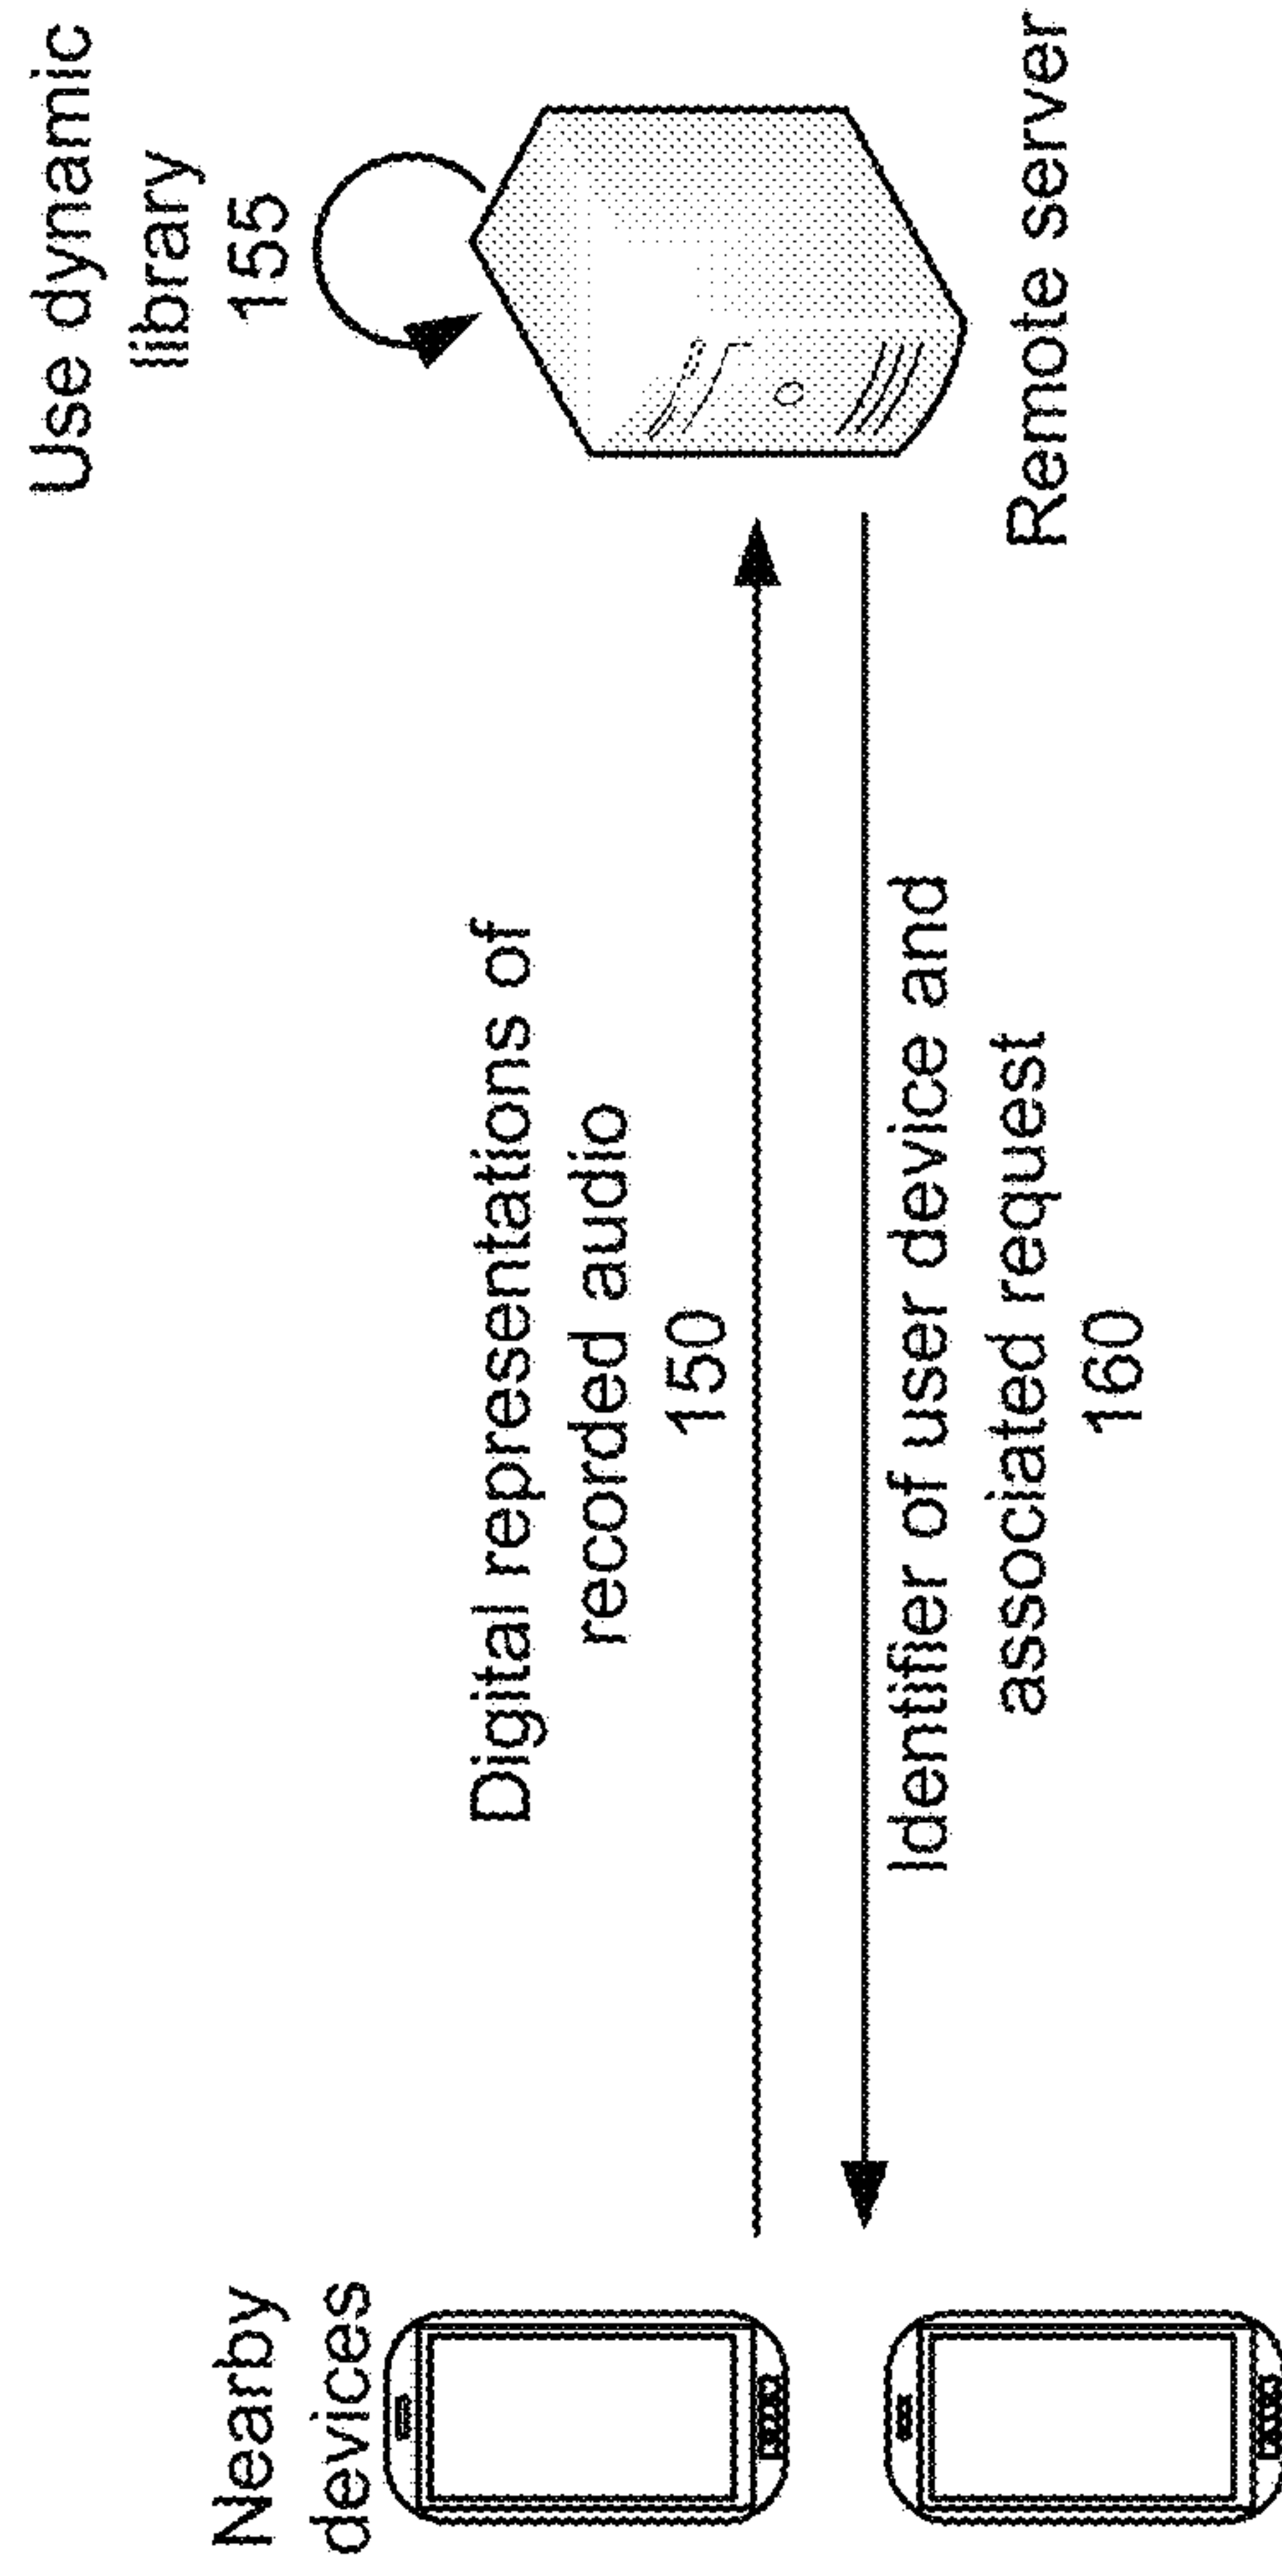 Nearby
devices
Digital representations of
recorded audio
150
Identifier of user device and
associated request
160
Use dynamic
library
155
Remote server